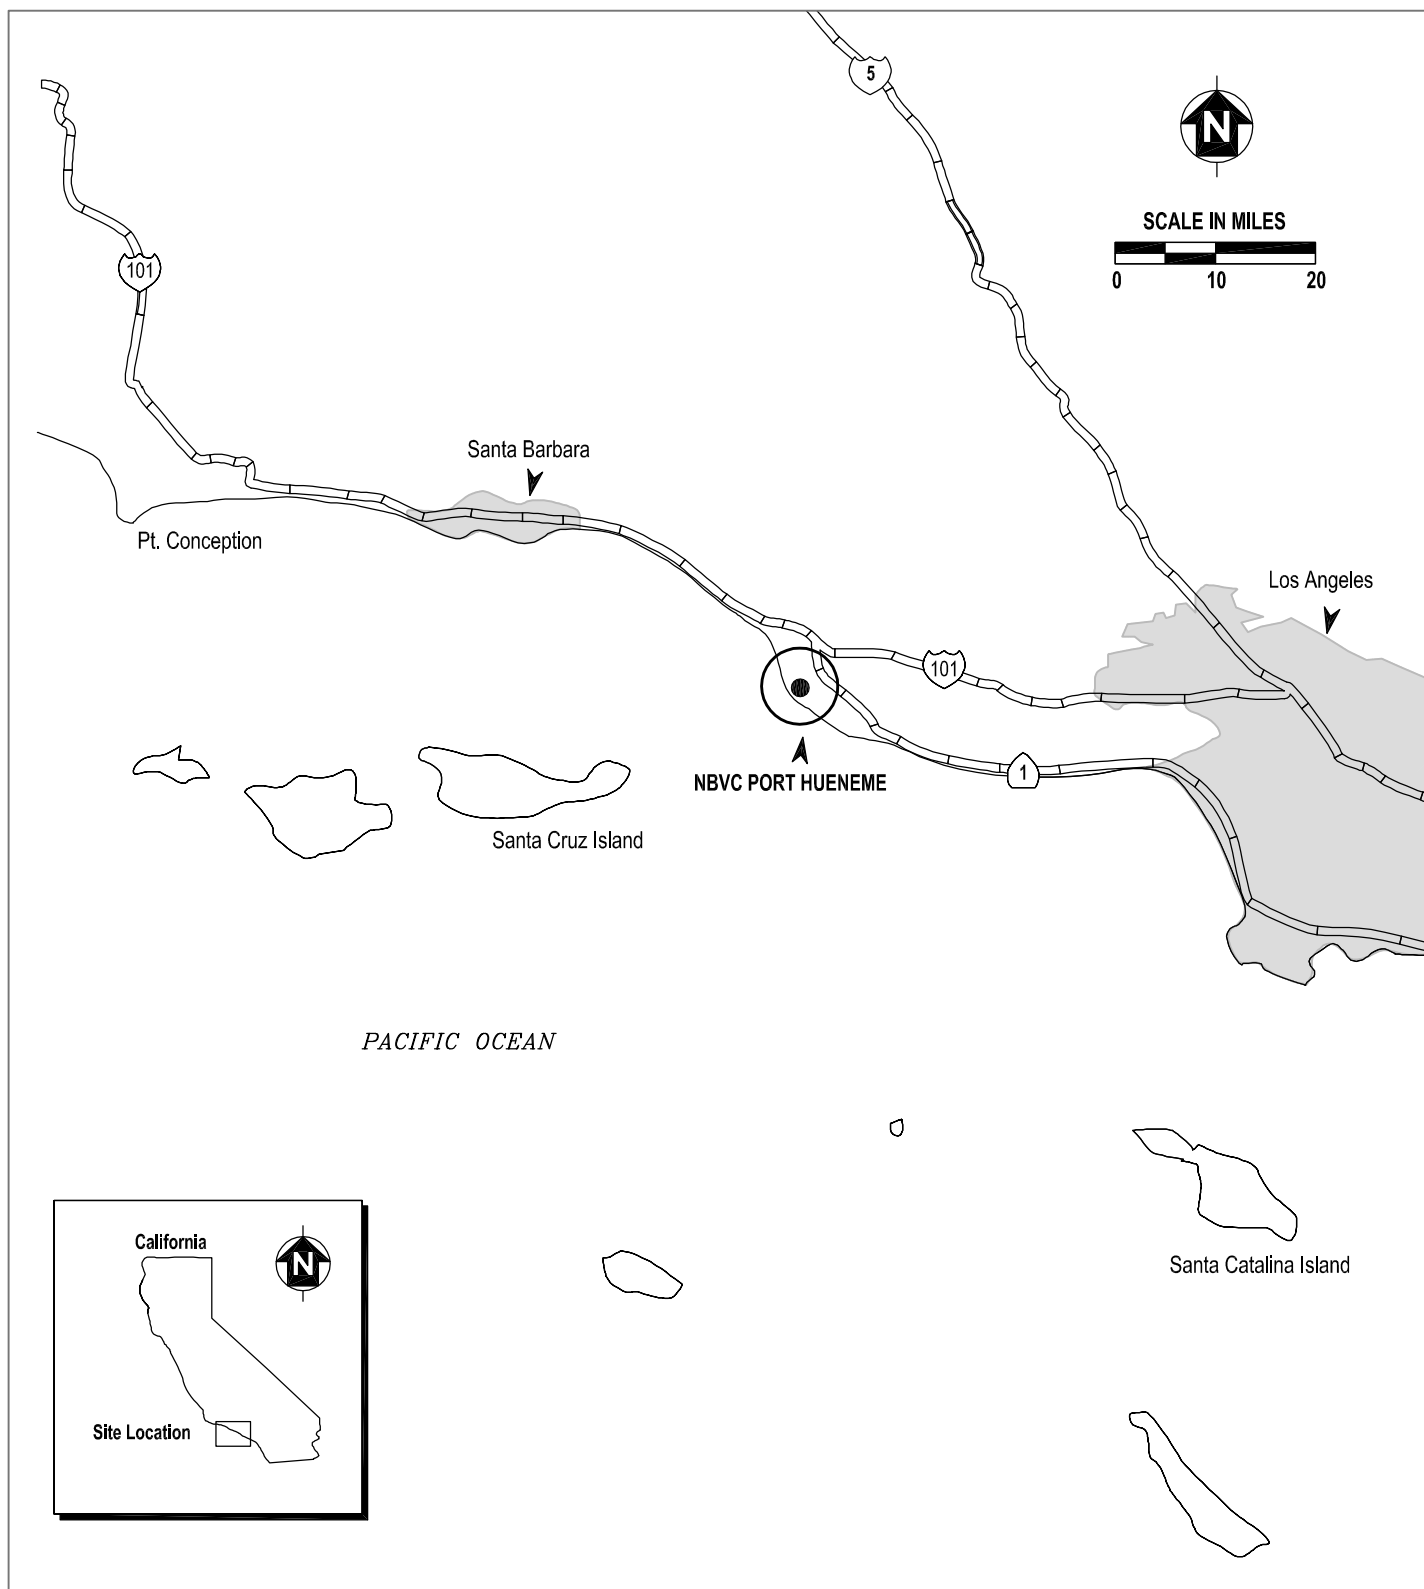 5
N
SCALE IN MILES
0 10 20
101
Santa Barbara
Pt. Conception
Los Angeles
101
NBVC PORT HUENEME
1
Santa Cruz Island
PACIFIC OCEAN
Santa Catalina Island
California
N
Site Location